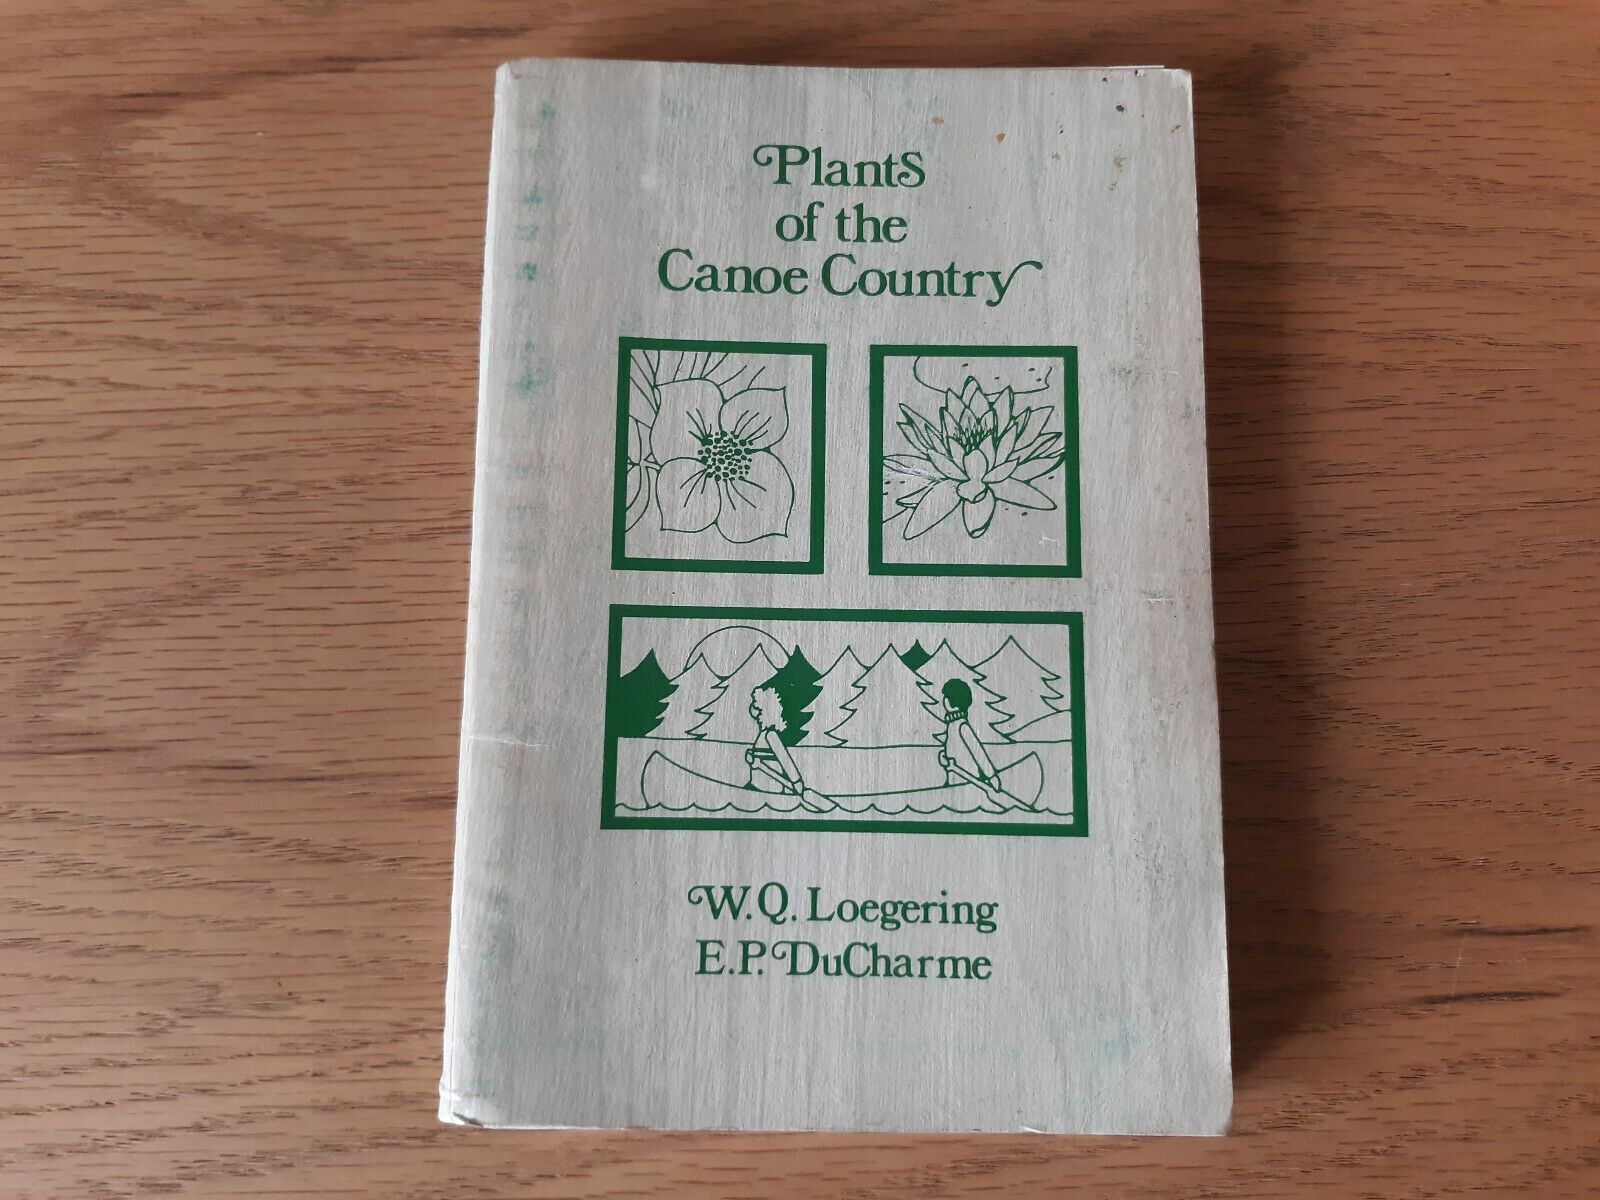 Plants
of the
Canoe Country
W.Q. Loegering
E.P. DuCharme